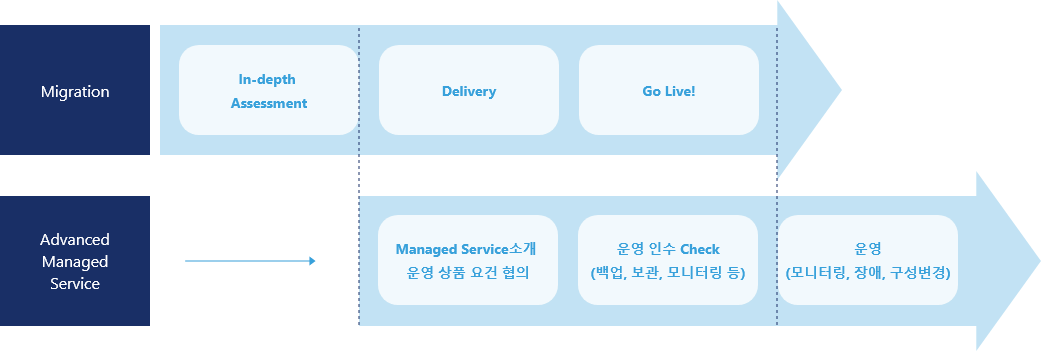 Migration
In-depth
Assessment
Delivery
Go Live!
Advanced
Managed
Service
Managed Service소개
운영 상품 요건 협의
운영 인수 Check
(백업, 보관, 모니터링 등)
운영
(모니터링, 장애, 구성변경)